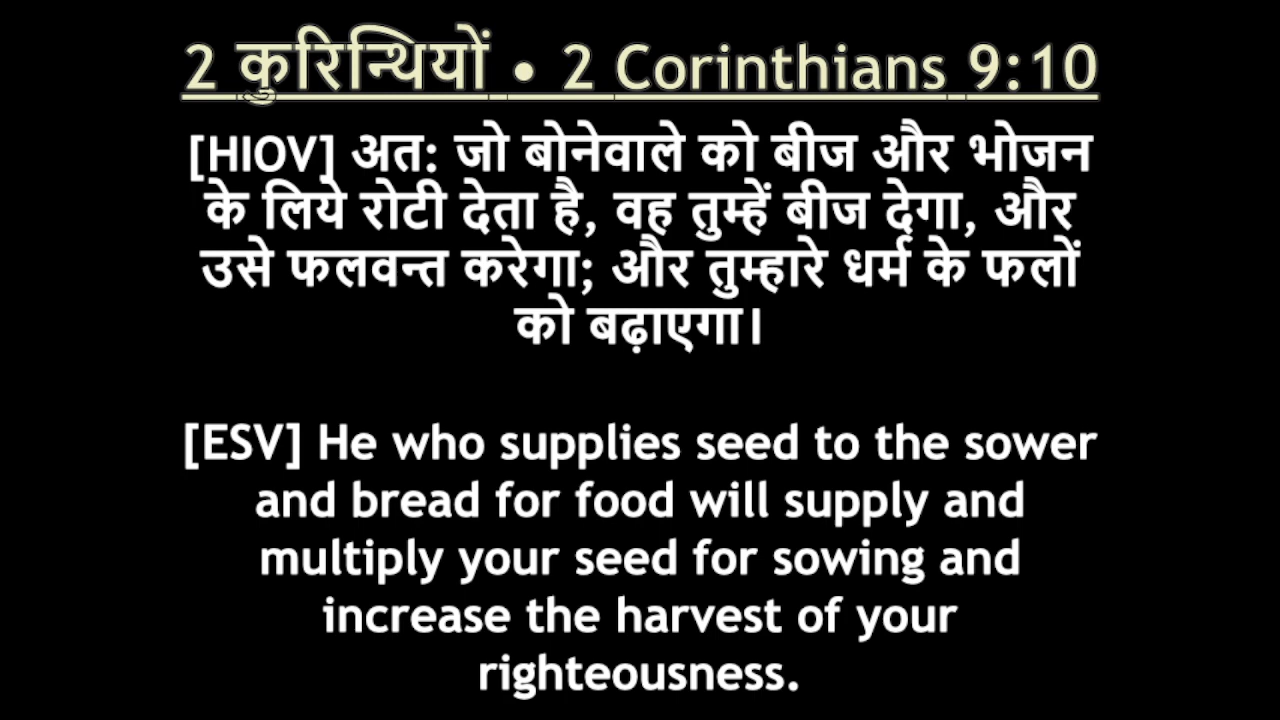 2 कुरिन्थियों • 2 Corinthians 9:10
[HIOV] अत: जो बोनेवाले को बीज और भोजन
के लिये रोटी देता है, वह तुम्हें बीज देगा, और
उसे फलवन्त करेगा; और तुम्हारे धर्म के फलों
को बढ़ाएगा।
[ESV] He who supplies seed to the sower
and bread for food will supply and
multiply your seed for sowing and
increase the harvest of your
righteousness.